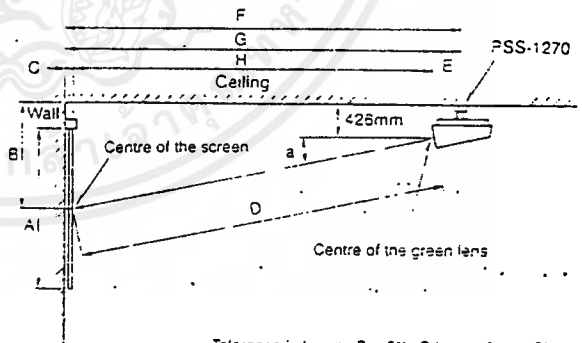 F
G
PSS-1270
C
H
E
Ceiling
Wall
426mm
B
Centre of the screen
a
A
D
Centre of the green lens